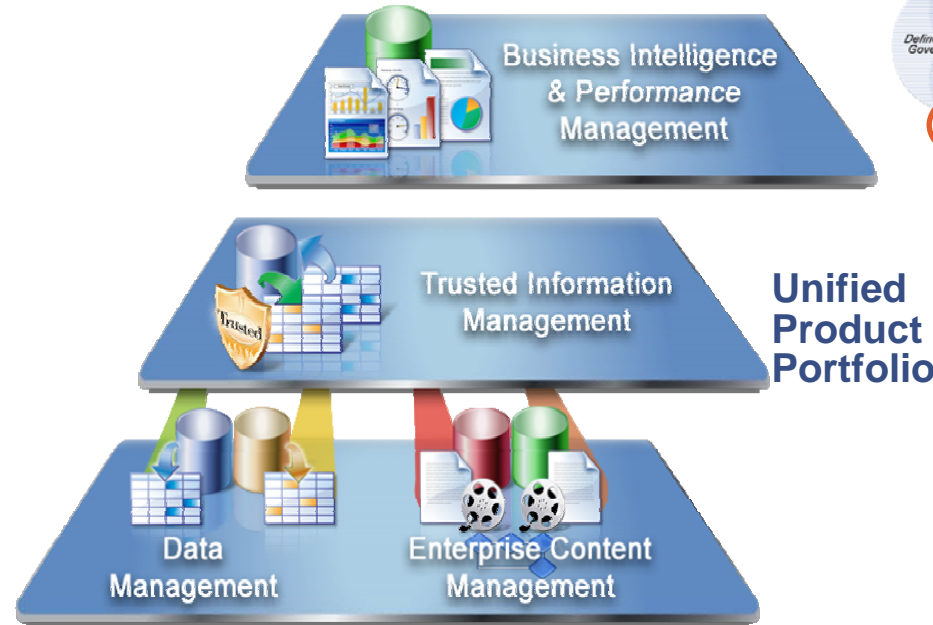 Business Intelligence
& Performance
Management
Trusted Information
Management
Trusted
Unified
Product
Portfolio
Data
Management
Enterprise Content
Management